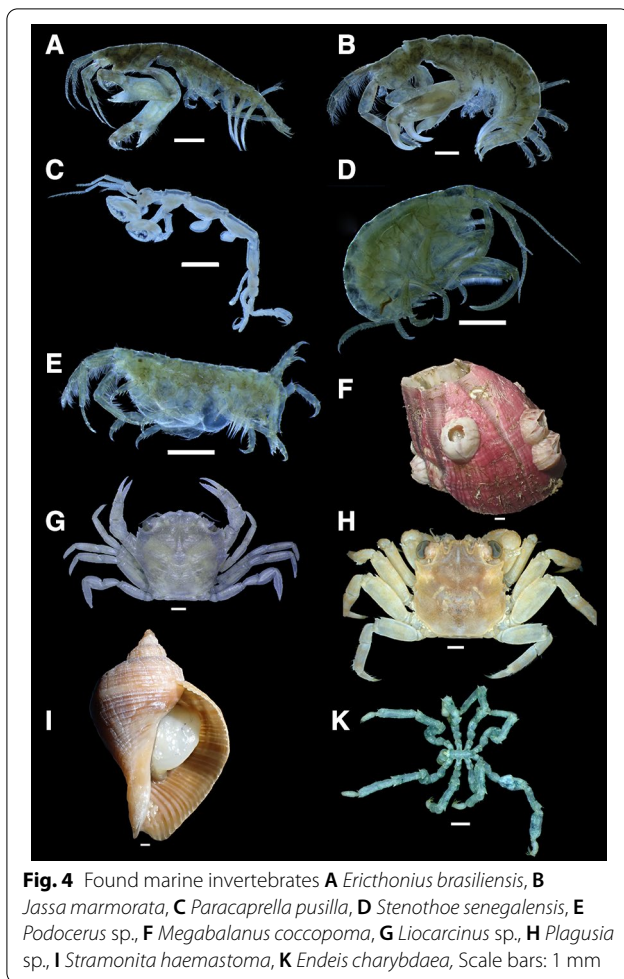 A
B
C
D
E
F
G
H
I
K
Fig. 4 Found marine invertebrates A Ericthonius brasiliensis, B
Jassa marmorata, C Paracaprella pusilla, D Stenothoe senegalensis, E
Podocerus sp., F Megabalanus coccopoma, G Liocarcinus sp., H Plagusia
sp., I Stramonita haemastoma, K Endeis charybdaea, Scale bars: 1 mm